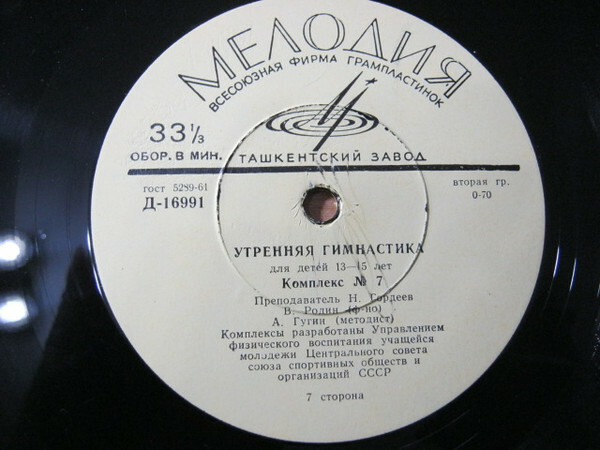 МЕЛОДИЯ
ВСЕСОЮЗНАЯ ФИРМА ГРАМПЛАСТИНОК
33⅓
ОБОР. В МИН. ТАШКЕНТСКИЙ ЗАВОД
гост 5289-61
Д-16991
вторая гр.
0-70
УТРЕННЯЯ ГИМНАСТИКА
для детей 13—15 лет
Комплекс № 7
Преподаватель Н. Гордеев
В. Родин (ф-но)
А. Гугин (методист)
Комплексы разработаны Управлением
физического воспитания учащейся
молодежи Центрального совета
союза спортивных обществ и
организаций СССР
7 сторона